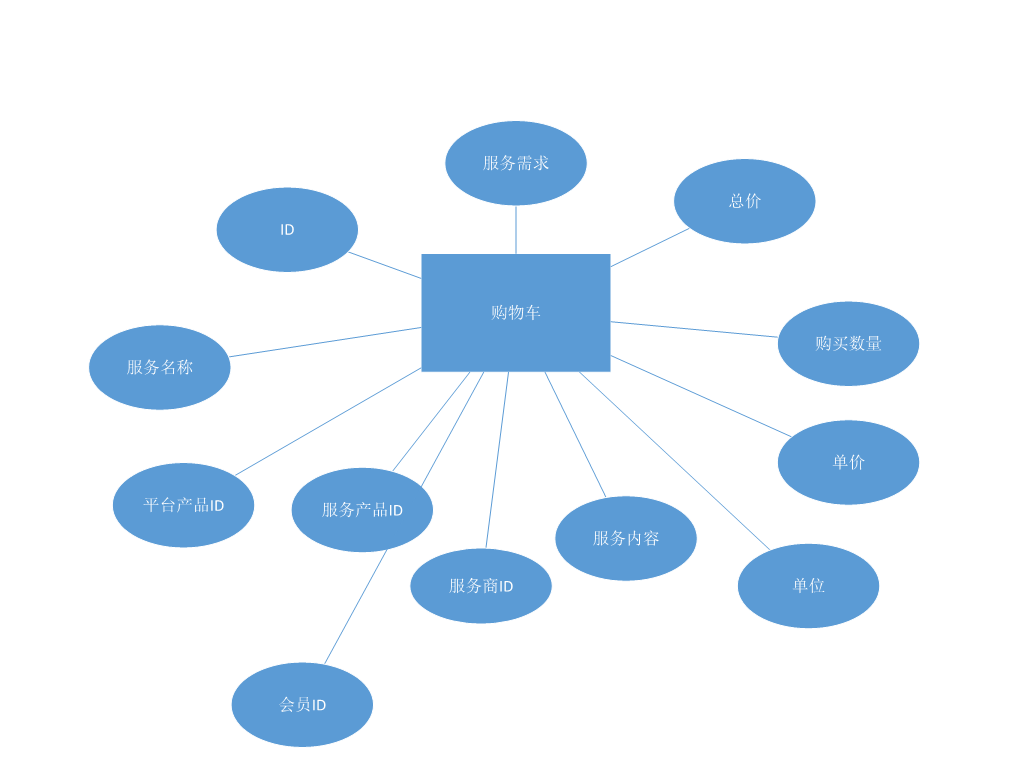 服务需求
总价
ID
购物车
购买数量
服务名称
单价
平台产品ID
服务产品ID
服务内容
服务商ID
单位
会员ID